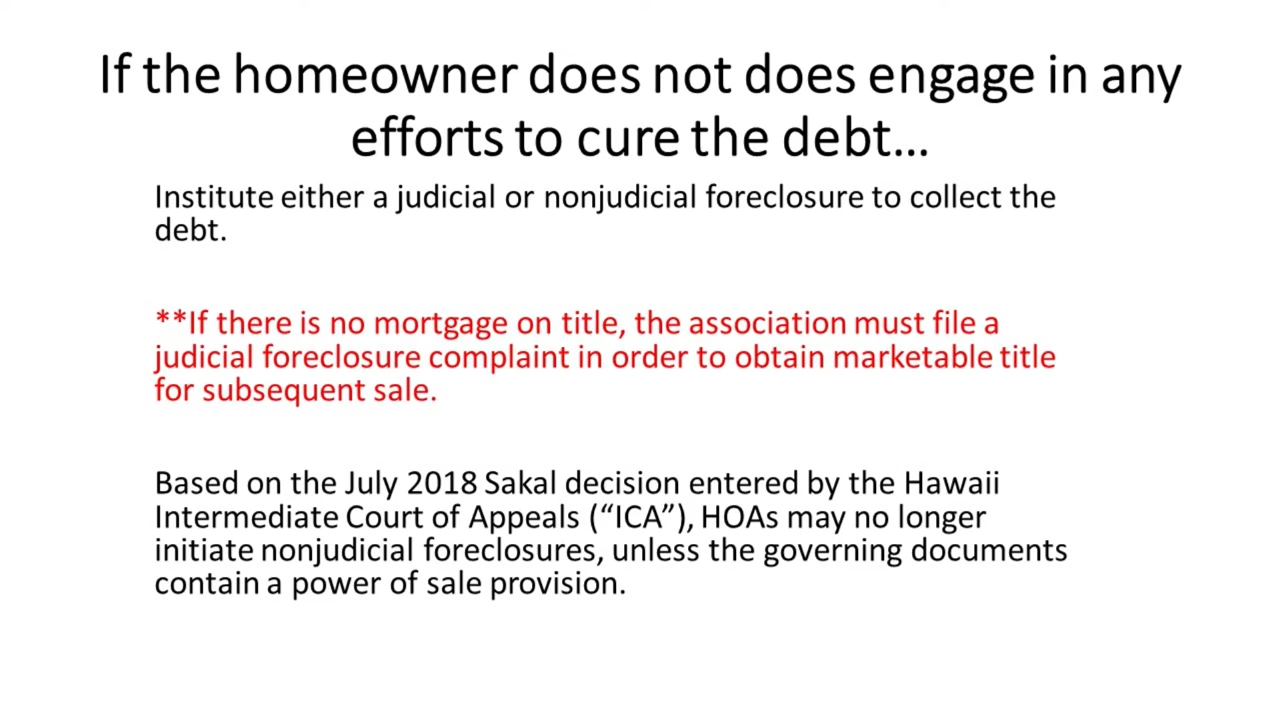 If the homeowner does not does engage in any
efforts to cure the debt…
Institute either a judicial or nonjudicial foreclosure to collect the
debt.
**If there is no mortgage on title, the association must file a
judicial foreclosure complaint in order to obtain marketable title
for subsequent sale.
Based on the July 2018 Sakal decision entered by the Hawaii
Intermediate Court of Appeals (“ICA”), HOAs may no longer
initiate nonjudicial foreclosures, unless the governing documents
contain a power of sale provision.